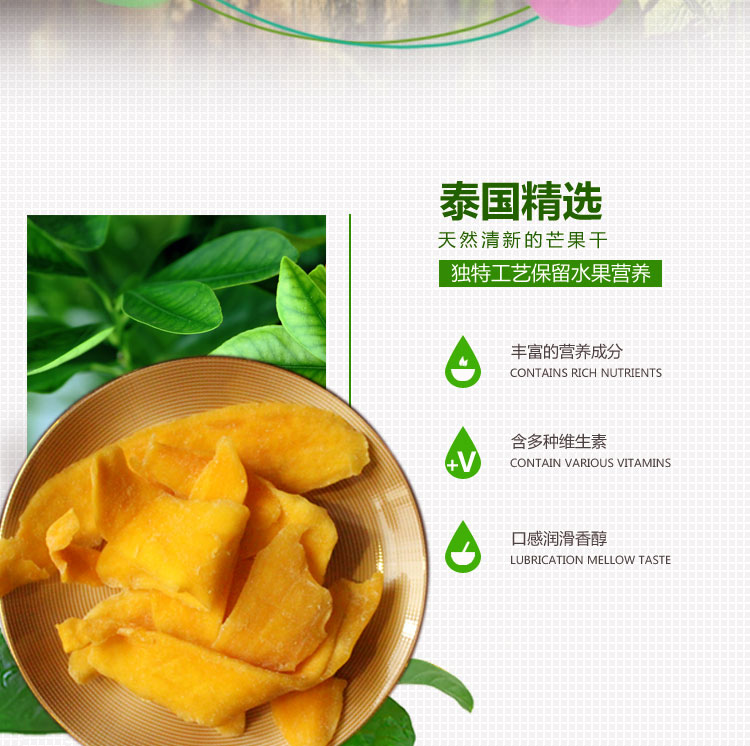 泰国精选
天然清新的芒果干
独特工艺保留水果营养
丰富的营养成分
CONTAINS RICH NUTRIENTS
+V
含多种维生素
CONTAIN VARIOUS VITAMINS
口感润滑香醇
LUBRICATION MELLOW TASTE